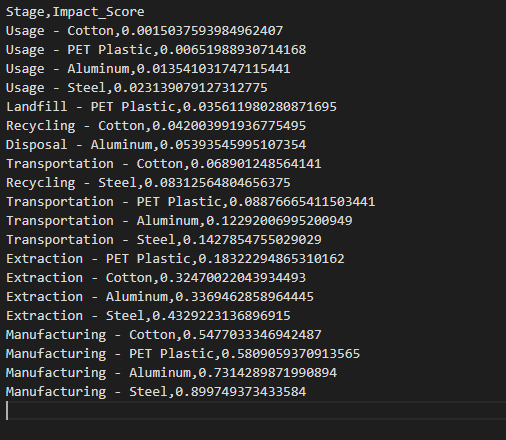 Stage,Impact_Score
Usage - Cotton,0.0015037593984962407
Usage - PET Plastic,0.00651988930714168
Usage - Aluminum,0.013541031747115441
Usage - Steel,0.023139079127312775
Landfill - PET Plastic,0.035611980280871695
Recycling - Cotton,0.042003991936775495
Disposal - Aluminum,0.05393545995107354
Transportation - Cotton,0.068901248564141
Recycling - Steel,0.08312564804656375
Transportation - PET Plastic,0.08876665411503441
Transportation - Aluminum,0.12292006995200949
Transportation - Steel,0.1427854755029029
Extraction - PET Plastic,0.18322294865310162
Extraction - Cotton,0.32470022043934493
Extraction - Aluminum,0.3369462858964445
Extraction - Steel,0.4329223136896915
Manufacturing - Cotton,0.5477033346942487
Manufacturing - PET Plastic,0.5809059370913565
Manufacturing - Aluminum,0.7314289871990894
Manufacturing - Steel,0.899749373433584